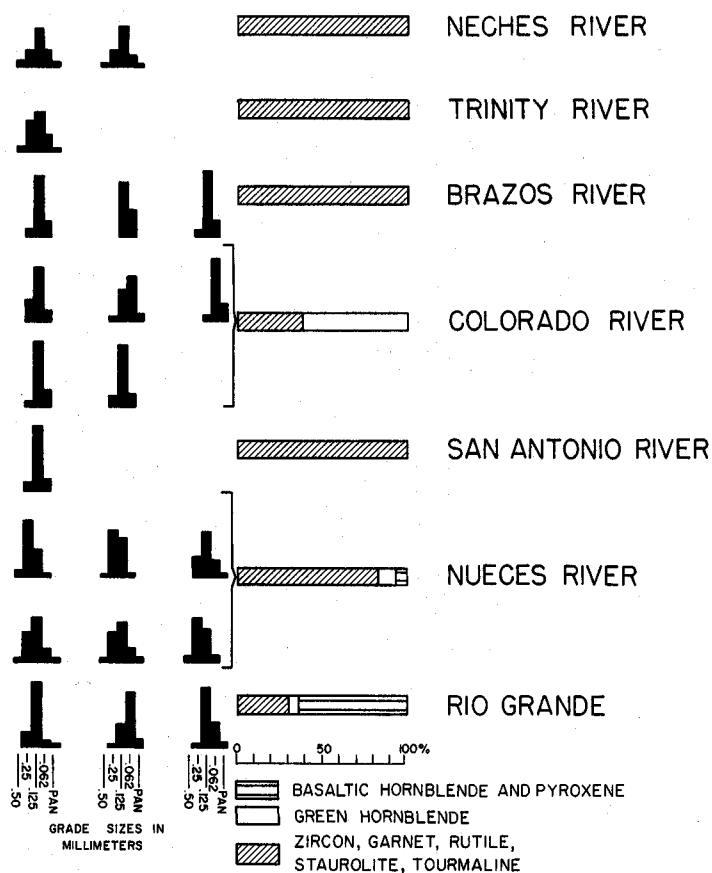 NECHES RIVER
TRINITY RIVER
BRAZOS RIVER
COLORADO RIVER
SAN ANTONIO RIVER
NUECES RIVER
RIO GRANDE
0 50 100%
.50 -.25 .125 -.062 PAN
.50 -.25 .125 -.062 PAN
.50 -.25 .125 -.062 PAN
GRADE SIZES IN
MILLIMETERS
BASALTIC HORNBLENDE AND PYROXENE
GREEN HORNBLENDE
ZIRCON, GARNET, RUTILE,
STAUROLITE, TOURMALINE